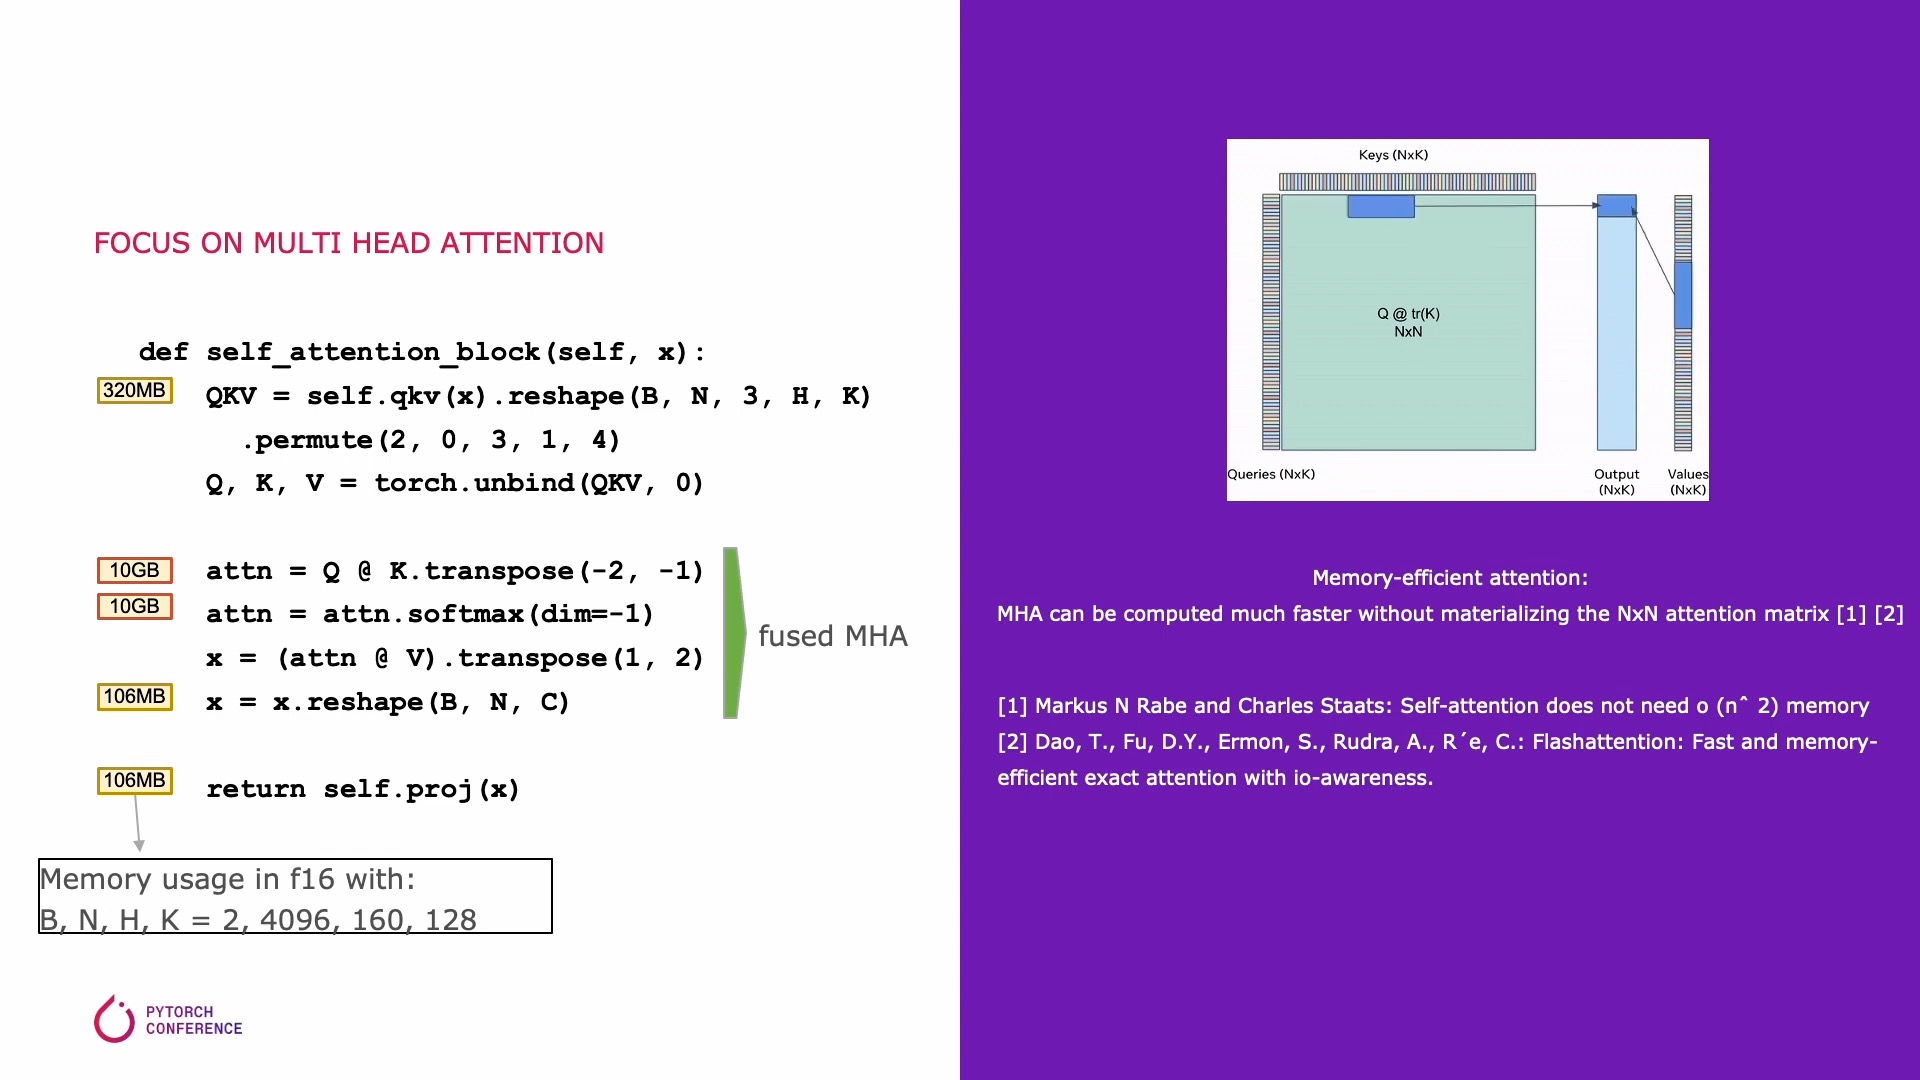 FOCUS ON MULTI HEAD ATTENTION
def self_attention_block(self, x):
320MB QKV = self.qkv(x).reshape(B, N, 3, H, K)
.permute(2, 0, 3, 1, 4)
Q, K, V = torch.unbind(QKV, 0)
10GB attn = Q @ K.transpose(-2, -1)
10GB attn = attn.softmax(dim=-1)
x = (attn @ V).transpose(1, 2)
106MB x = x.reshape(B, N, C)
fused MHA
106MB return self.proj(x)
Memory usage in f16 with:
B, N, H, K = 2, 4096, 160, 128
PYTORCH
CONFERENCE
Keys (NxK)
Q @ tr(K)
NxN
Queries (NxK)
Output
(NxK)
Values
(NxK)
Memory-efficient attention:
MHA can be computed much faster without materializing the NxN attention matrix [1] [2]
[1] Markus N Rabe and Charles Staats: Self-attention does not need o (nˆ 2) memory
[2] Dao, T., Fu, D.Y., Ermon, S., Rudra, A., R´e, C.: Flashattention: Fast and memory-
efficient exact attention with io-awareness.